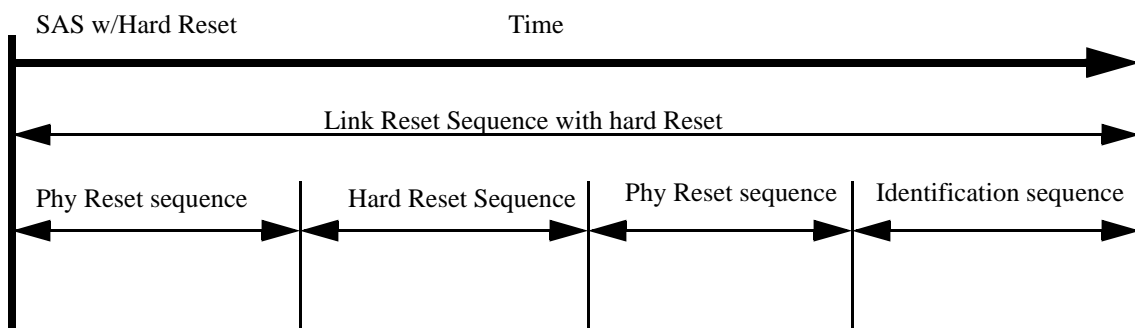 SAS w/Hard Reset
Time
Link Reset Sequence with hard Reset
Phy Reset sequence
Hard Reset Sequence
Phy Reset sequence
Identification sequence